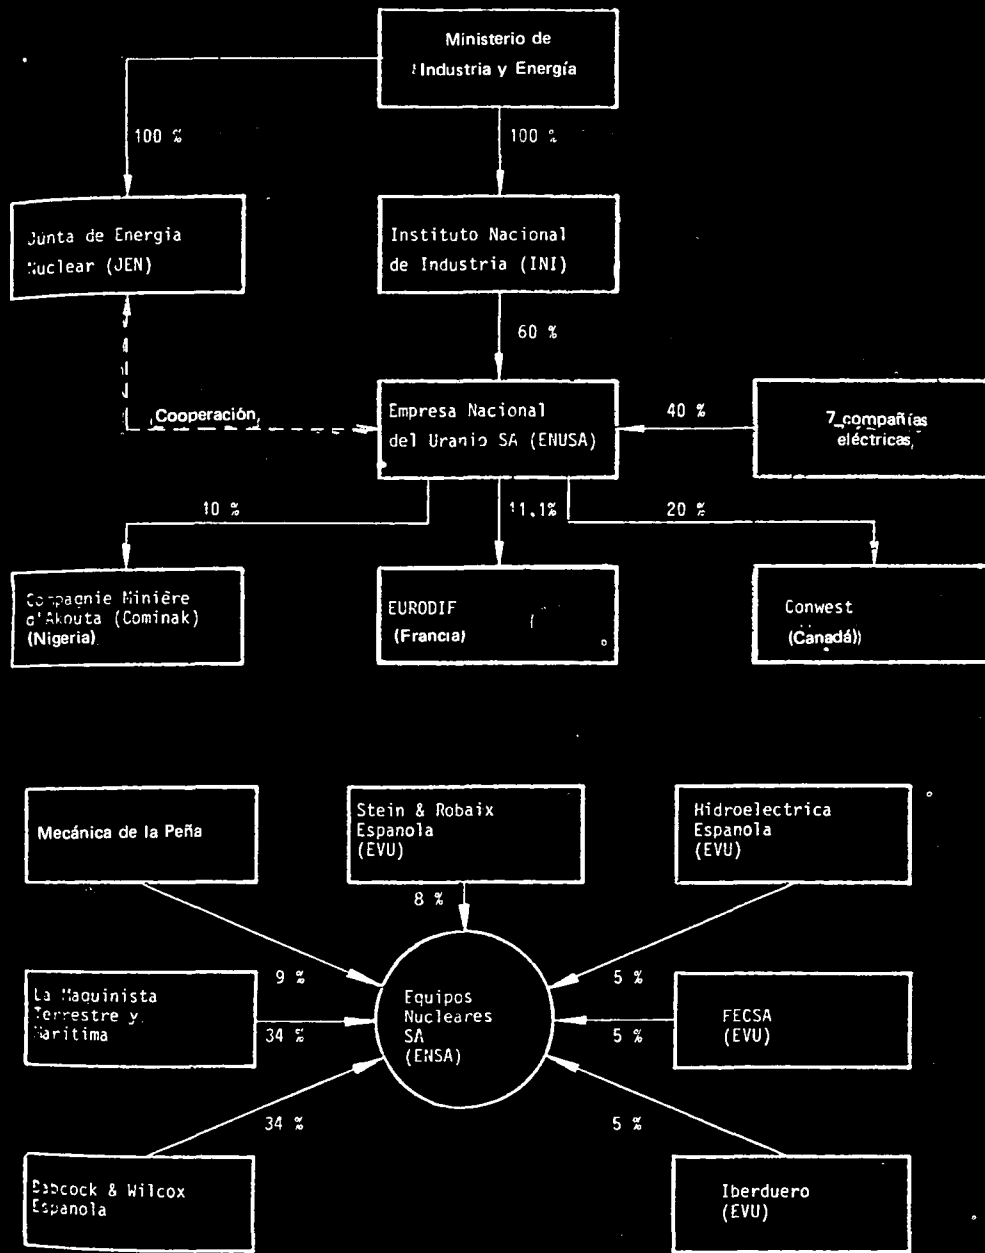 Ministerio de
Industria y Energía
100 %
100 %
Junta de Energia
Nuclear (JEN)
Instituto Nacional
de Industria (INI)
60 %
Cooperación
Empresa Nacional
del Uranio SA (ENUSA)
40 %
7 compañías
eléctricas
10 %
11.1%
20 %
Compagnie Minière
d'Akouta (Cominak)
(Nigeria)
EURODIF
(Francia)
Conwest
(Canadá))
Mecánica de la Peña
Stein & Robaix
Espanola
(EVU)
Hidroelectrica
Espanola
(EVU)
8 %
9 %
5 %
La Maquinista
Terrestre y
Maritima
34 %
Equipos
Nucleares
SA
(ENSA)
5 %
FECSA
(EVU)
34 %
5 %
Babcock & Wilcox
Espanola
Iberduero
(EVU)